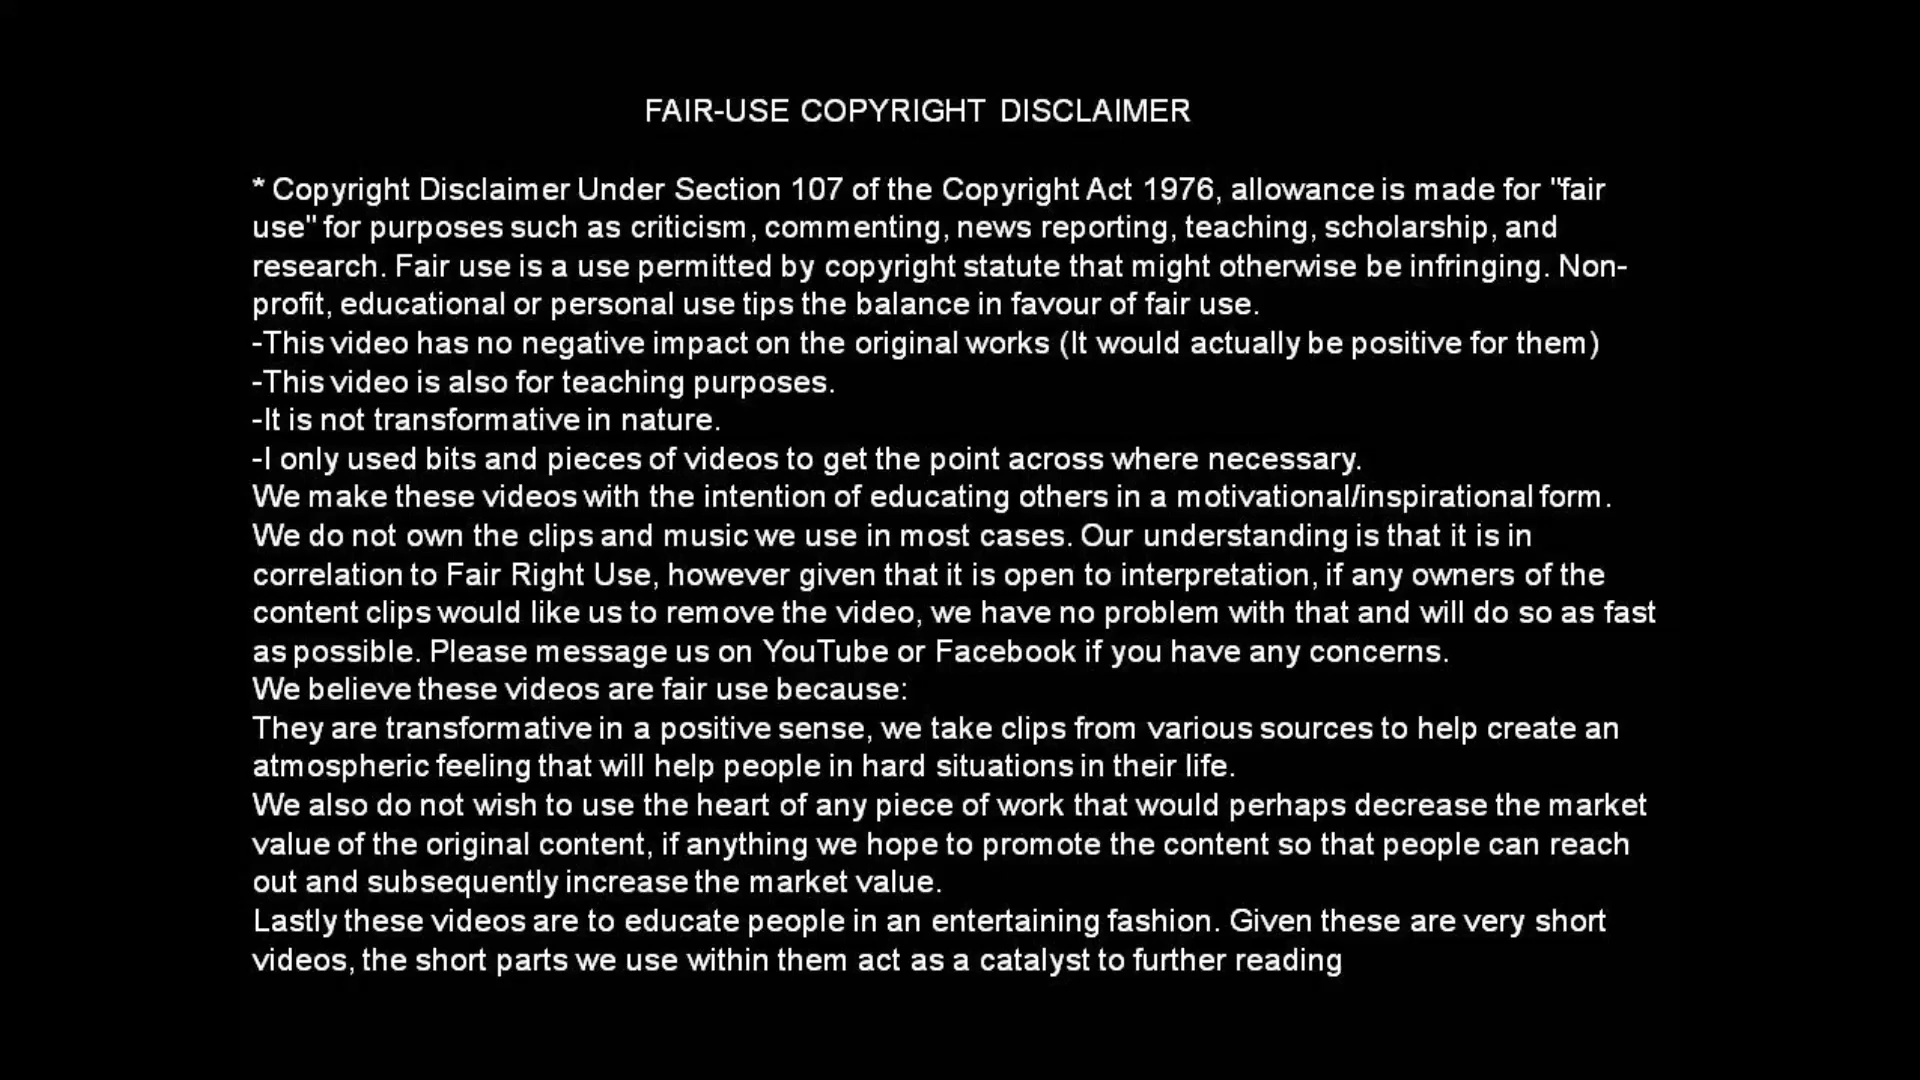 FAIR-USE COPYRIGHT DISCLAIMER
* Copyright Disclaimer Under Section 107 of the Copyright Act 1976, allowance is made for "fair
use" for purposes such as criticism, commenting, news reporting, teaching, scholarship, and
research. Fair use is a use permitted by copyright statute that might otherwise be infringing. Non-
profit, educational or personal use tips the balance in favour of fair use.
-This video has no negative impact on the original works (It would actually be positive for them)
-This video is also for teaching purposes.
-It is not transformative in nature.
-I only used bits and pieces of videos to get the point across where necessary.
We make these videos with the intention of educating others in a motivational/inspirational form.
We do not own the clips and music we use in most cases. Our understanding is that it is in
correlation to Fair Right Use, however given that it is open to interpretation, if any owners of the
content clips would like us to remove the video, we have no problem with that and will do so as fast
as possible. Please message us on YouTube or Facebook if you have any concerns.
We believe these videos are fair use because:
They are transformative in a positive sense, we take clips from various sources to help create an
atmospheric feeling that will help people in hard situations in their life.
We also do not wish to use the heart of any piece of work that would perhaps decrease the market
value of the original content, if anything we hope to promote the content so that people can reach
out and subsequently increase the market value.
Lastly these videos are to educate people in an entertaining fashion. Given these are very short
videos, the short parts we use within them act as a catalyst to further reading